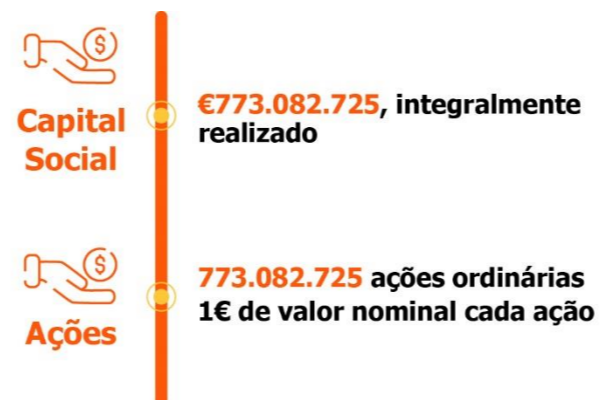 Capital
Social
€773.082.725, integralmente
realizado
Ações
773.082.725 ações ordinárias
1€ de valor nominal cada ação